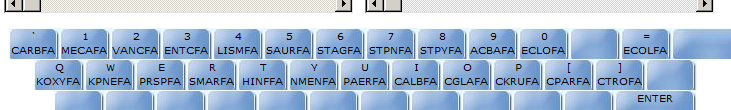 ` 1 2 3 4 5 6 7 8 9 0 =
CARBFA MECAFA VANCFA ENTCFA LISMFA SAURFA STAGFA STPNFA STPYFA ACBAFA ECLOFA ECOLFA
Q W E R T Y U I O P [ ]
KOXYFA KPNEFA PRSPFA SMARFA HINFFA NMENFA PAERFA CALBFA CGLAFA CKRUFA CPARFA CTROFA
ENTER